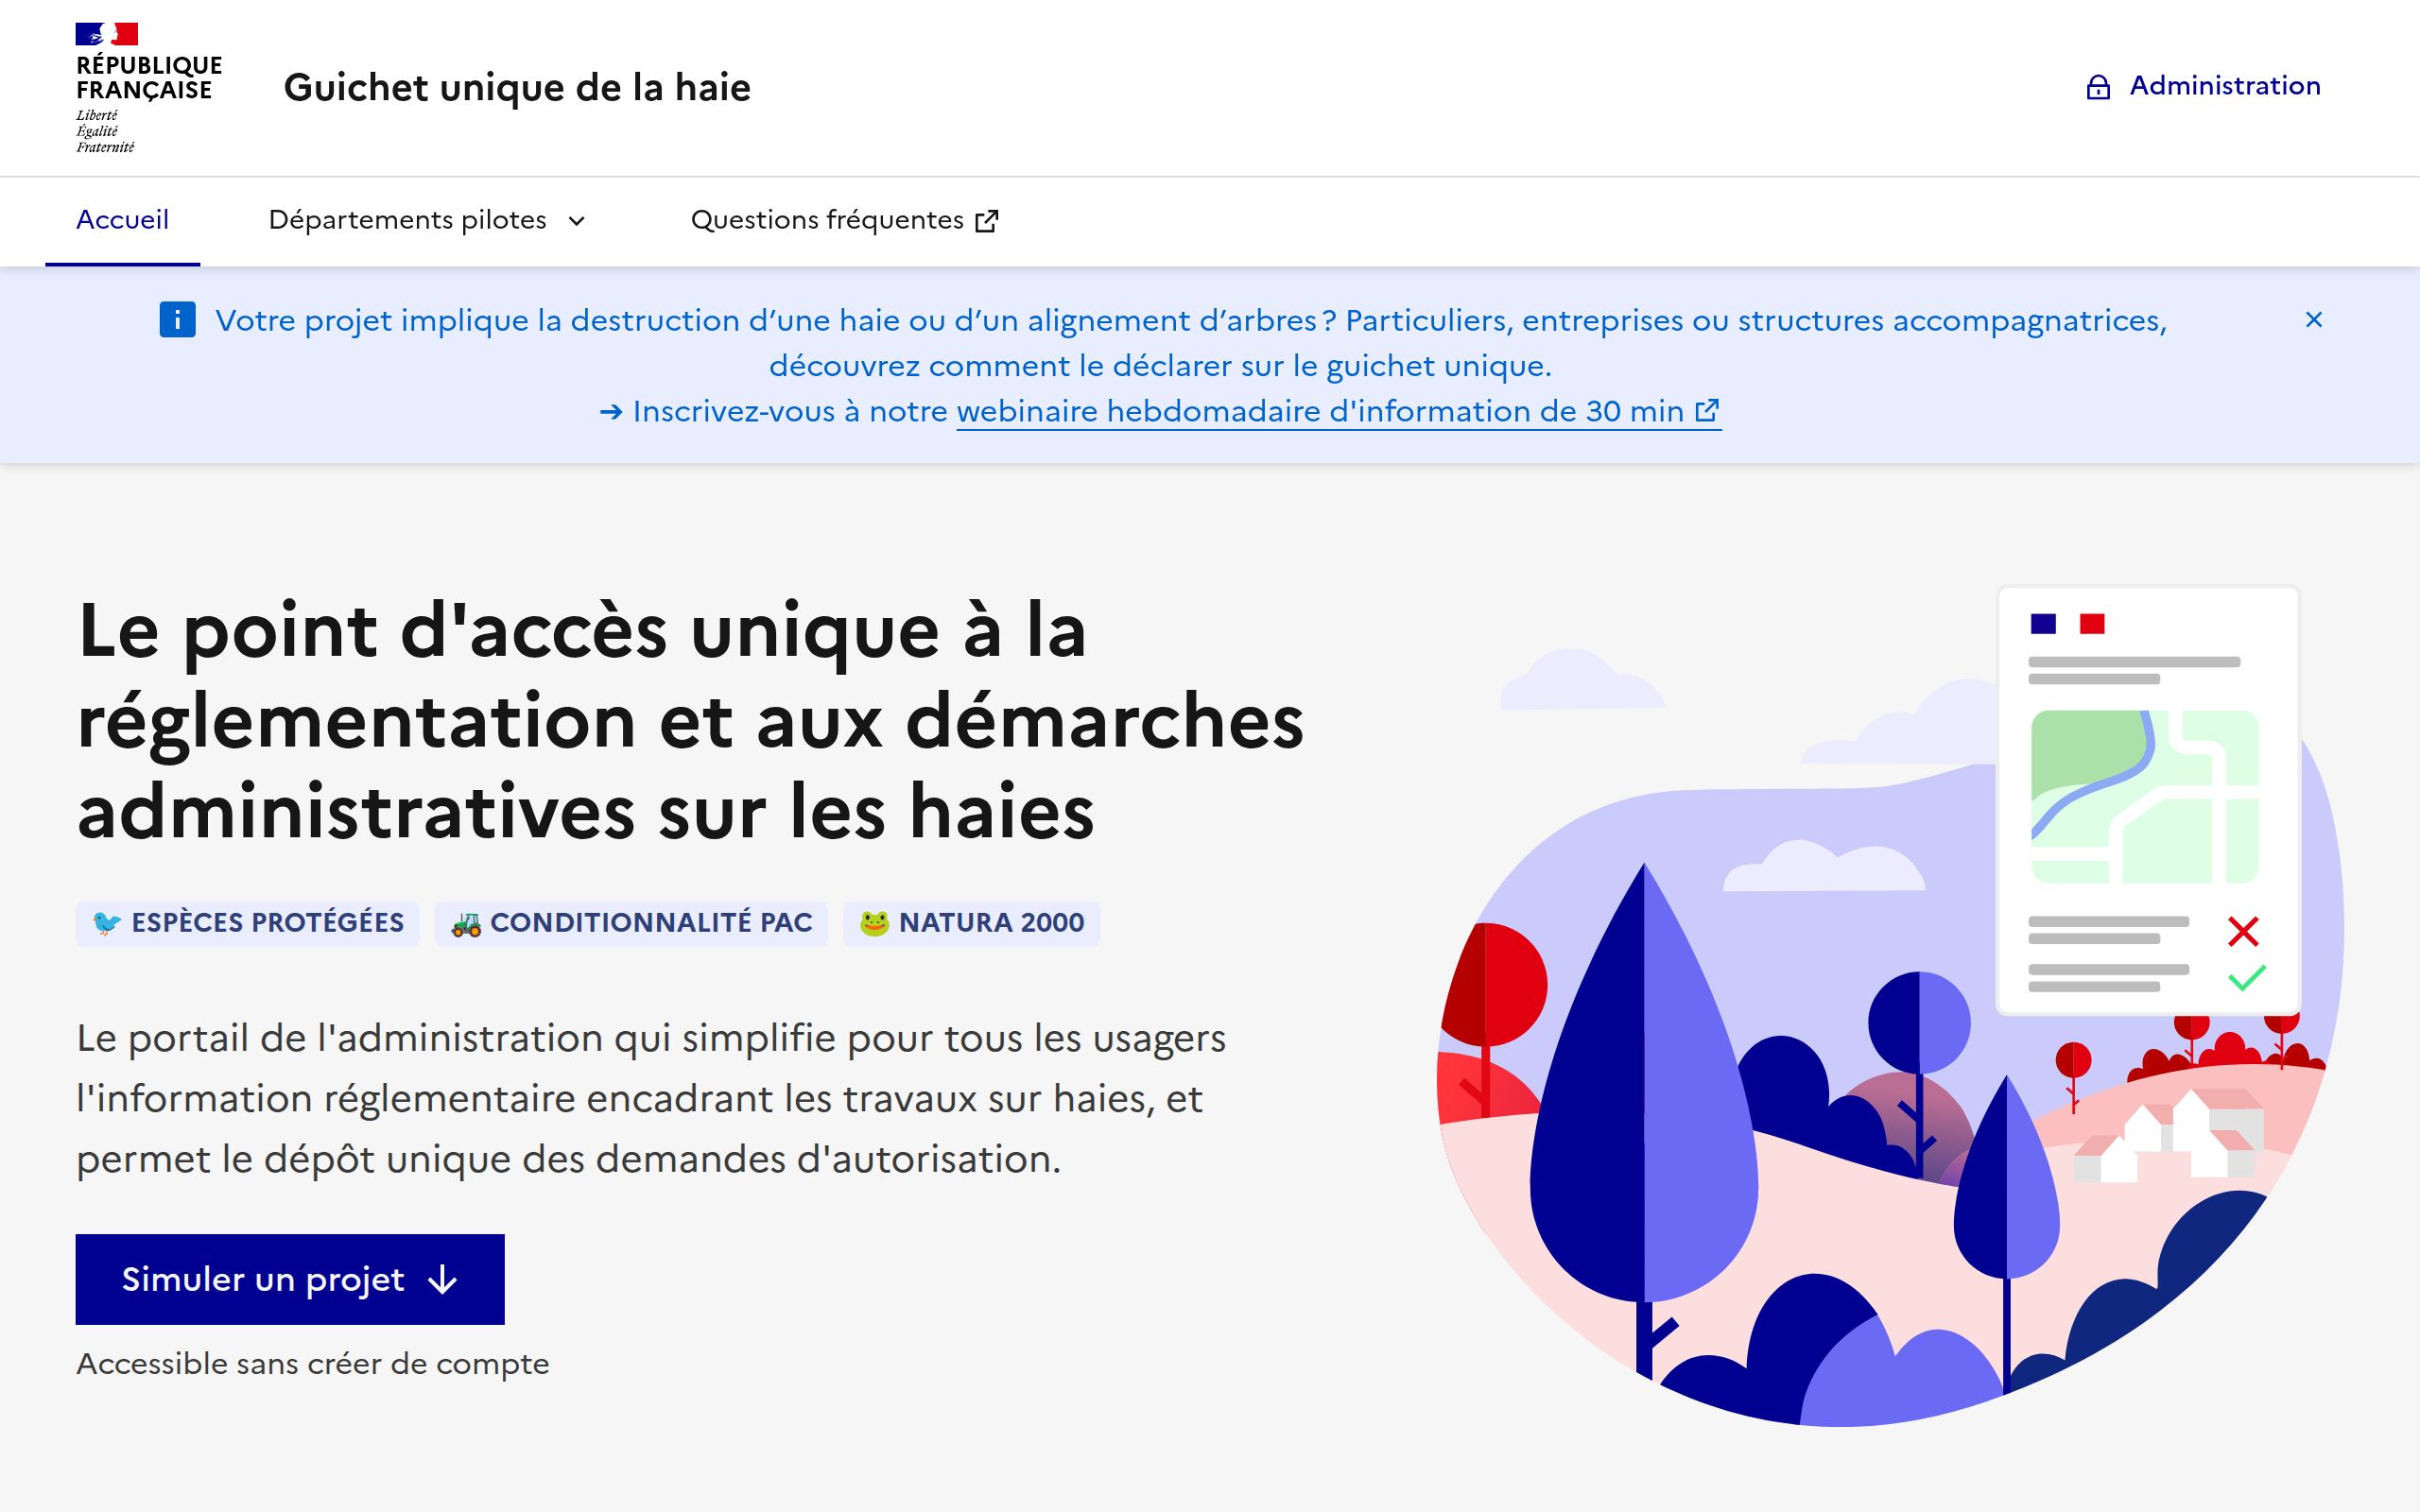 RÉPUBLIQUE
FRANÇAISE
Liberté
Égalité
Fraternité
Guichet unique de la haie
Administration
Accueil
Départements pilotes
Questions fréquentes
Votre projet implique la destruction d’une haie ou d’un alignement d’arbres ? Particuliers, entreprises ou structures accompagnatrices,
découvrez comment le déclarer sur le guichet unique.
➔ Inscrivez-vous à notre webinaire hebdomadaire d'information de 30 min
Le point d'accès unique à la
réglementation et aux démarches
administratives sur les haies
🐦 ESPÈCES PROTÉGÉES
🚜 CONDITIONNALITÉ PAC
🐸 NATURA 2000
Le portail de l'administration qui simplifie pour tous les usagers
l'information réglementaire encadrant les travaux sur haies, et
permet le dépôt unique des demandes d'autorisation.
Simuler un projet
Accessible sans créer de compte